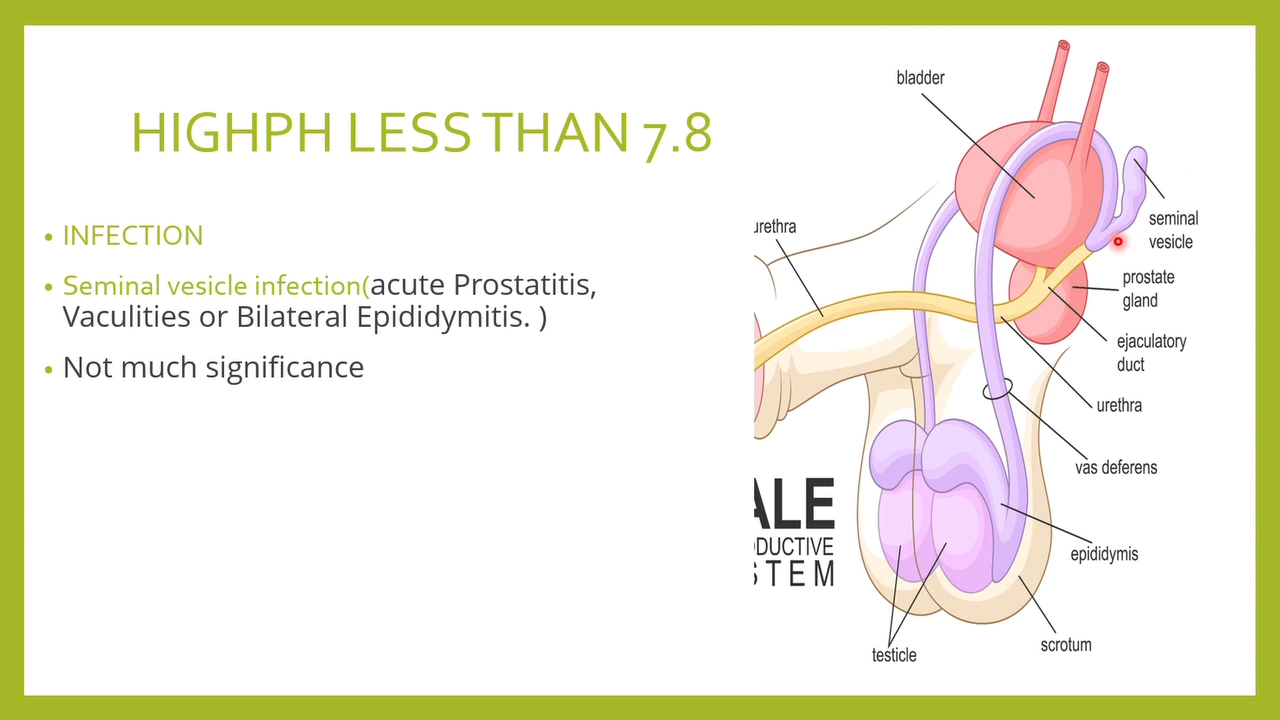 HIGHPH LESS THAN 7.8
• INFECTION
• Seminal vesicle infection(acute Prostatitis,
Vaculities or Bilateral Epididymitis. )
• Not much significance
bladder
urethra
seminal
vesicle
prostate
gland
ejaculatory
duct
urethra
vas deferens
epididymis
scrotum
testicle
ALE
ODUCTIVE
STEM